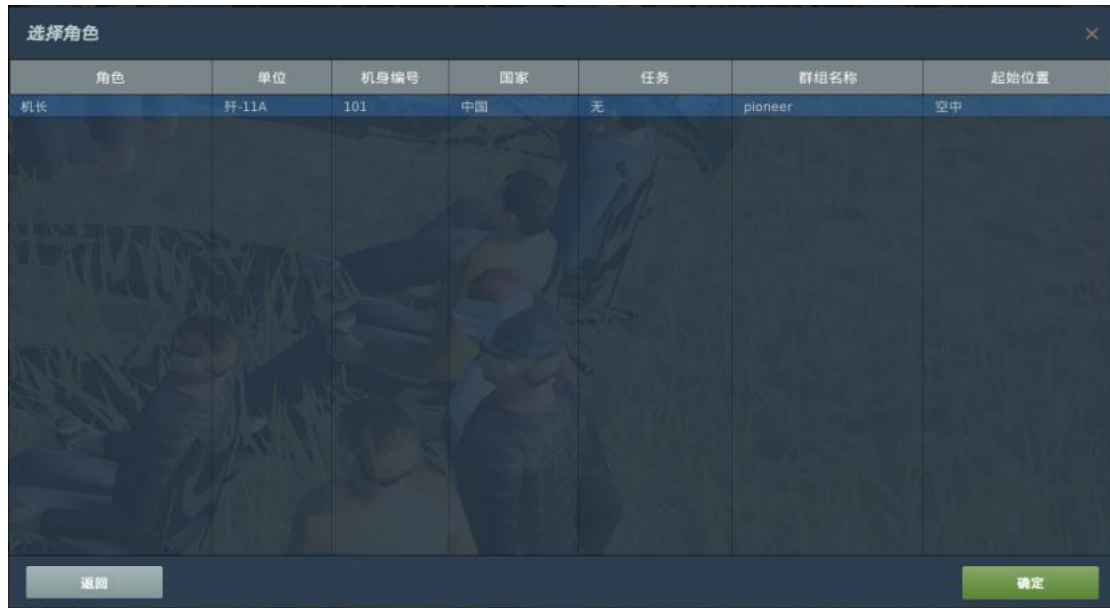 选择角色
角色 单位 机身编号 国家 任务 群组名称 起始位置
机长 歼-11A 101 中国 无 pioneer 空中
返回 确定